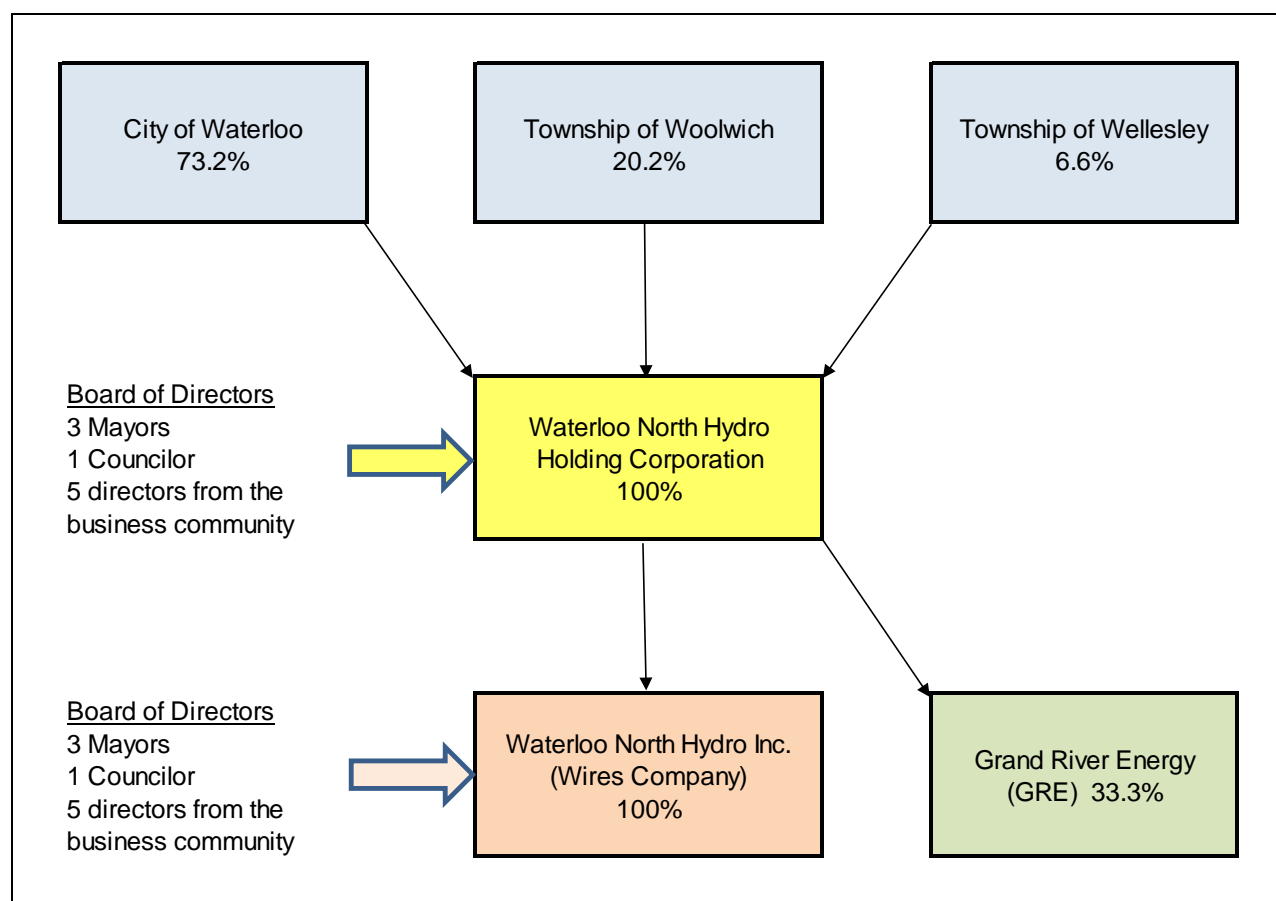 City of Waterloo
73.2%
Township of Woolwich
20.2%
Township of Wellesley
6.6%
Board of Directors
3 Mayors
1 Councilor
5 directors from the
business community
Waterloo North Hydro
Holding Corporation
100%
Board of Directors
3 Mayors
1 Councilor
5 directors from the
business community
Waterloo North Hydro Inc.
(Wires Company)
100%
Grand River Energy
(GRE) 33.3%